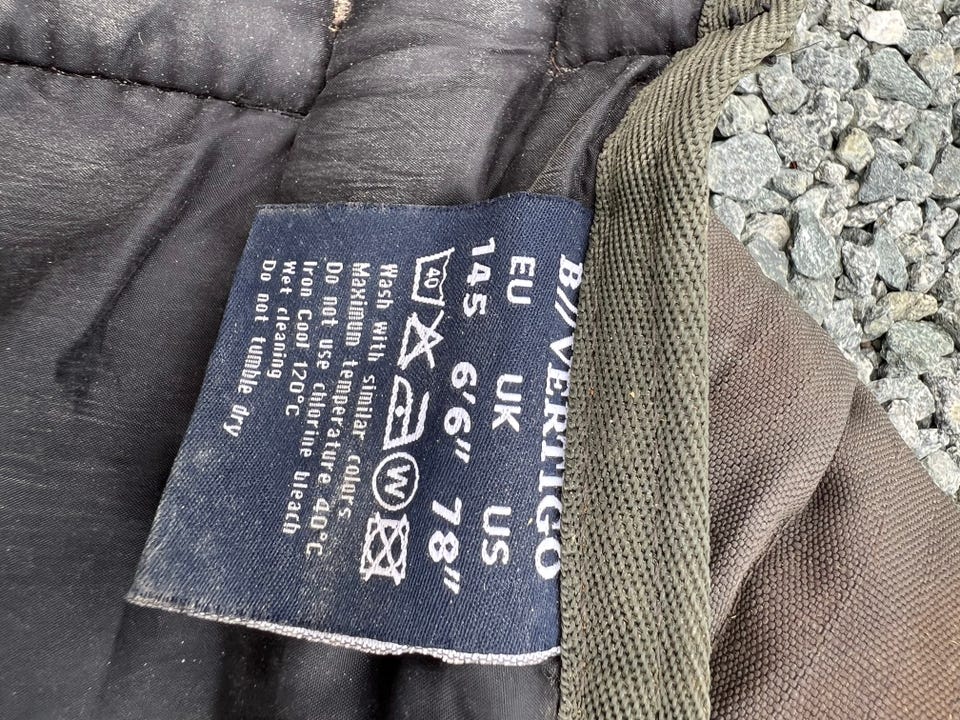 B//VERTIGO
EU UK US
145 6'6" 78"
40 W
Wash with similar colors
Maximum temperature 40°C
Do not use chlorine bleach
Iron Cool 120°C
Wet cleaning
Do not tumble dry